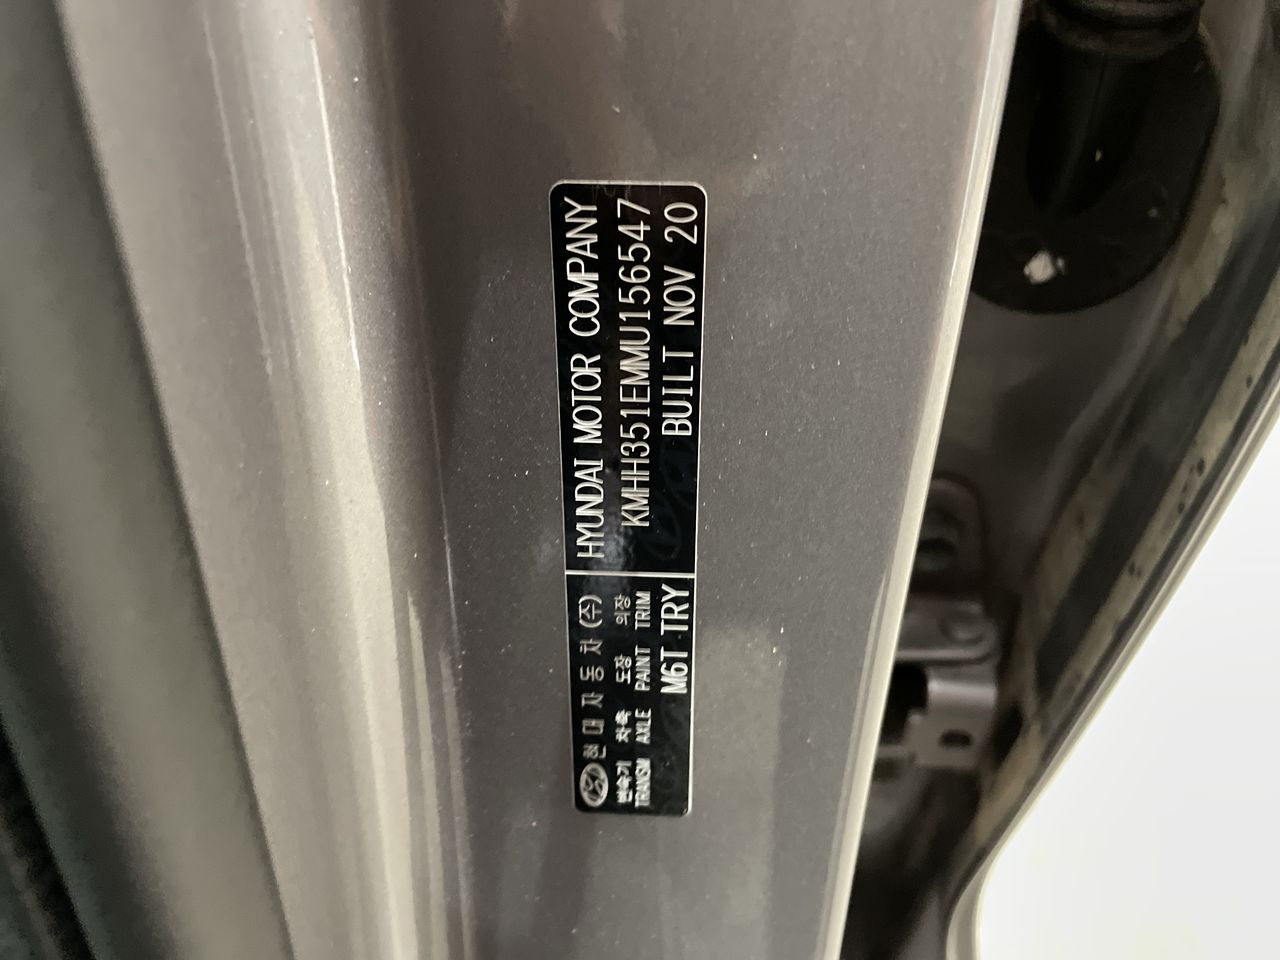 현대자동차(주)
변속기 차축 도장 의장
TRANSM AXLE PAINT TRIM
M6T TRY
HYUNDAI MOTOR COMPANY
KMHH351EMMU156547
BUILT NOV 20